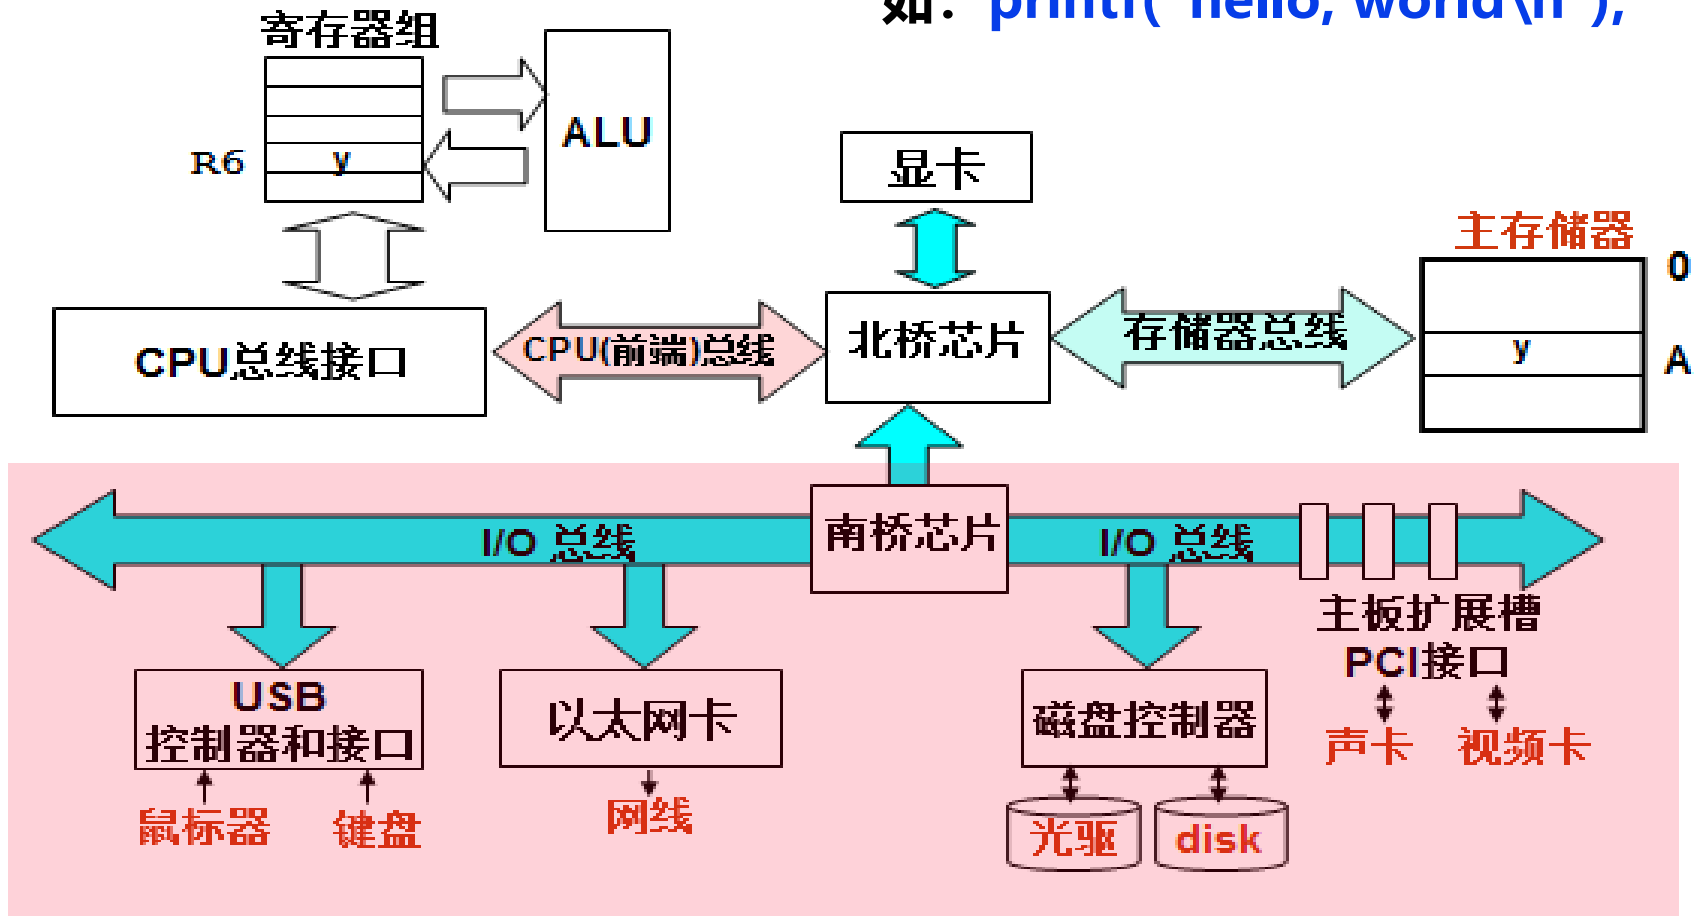 如：printf("hello, world\n");
寄存器组
ALU
R6
y
显卡
主存储器
0
CPU总线接口
CPU(前端)总线
北桥芯片
存储器总线
y
A
I/O 总线
南桥芯片
I/O 总线
主板扩展槽
PCI接口
USB
控制器和接口
以太网卡
磁盘控制器
声卡
视频卡
鼠标器
键盘
网线
光驱
disk